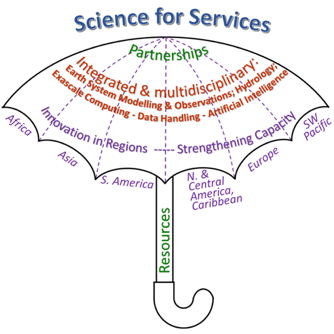 Science for Services
Partnerships
Integrated & multidisciplinary:
Earth System Modelling & Observations; Hydrology;
Exascale Computing - Data Handling - Artificial Intelligence
Innovation in Regions ---- Strengthening Capacity
Africa
Asia
S. America
N. &
Central
America,
Caribbean
Europe
SW
Pacific
Resources